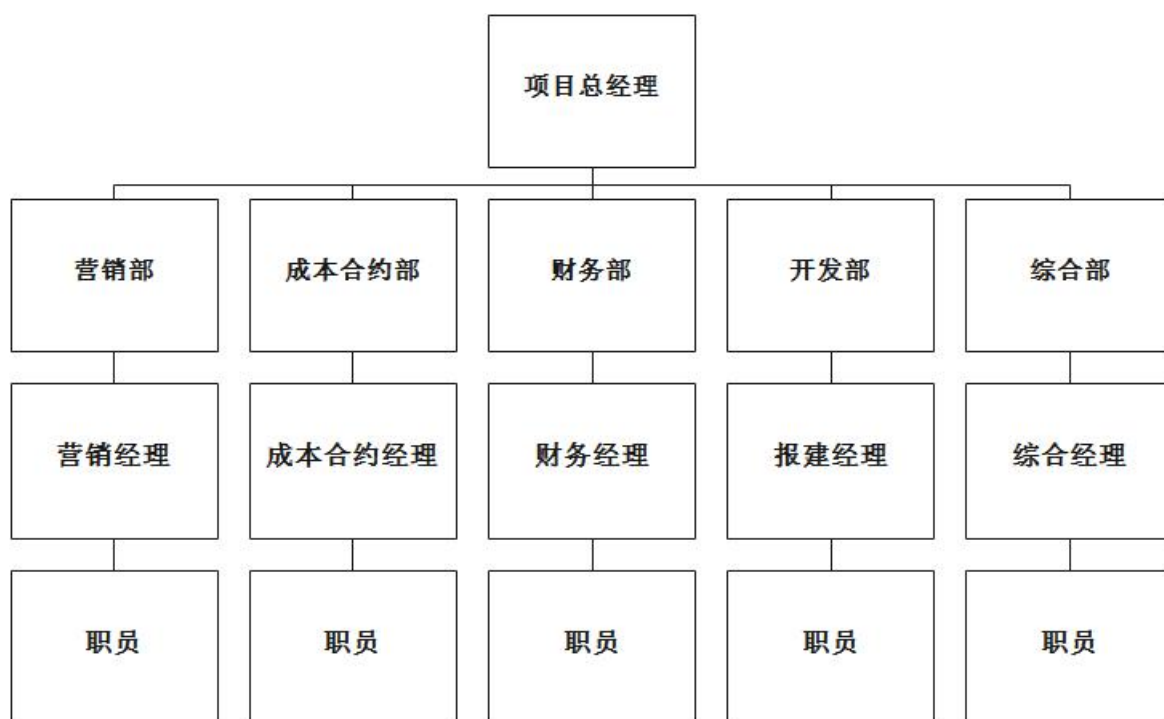 项目总经理
营销部
成本合约部
财务部
开发部
综合部
营销经理
成本合约经理
财务经理
报建经理
综合经理
职员
职员
职员
职员
职员